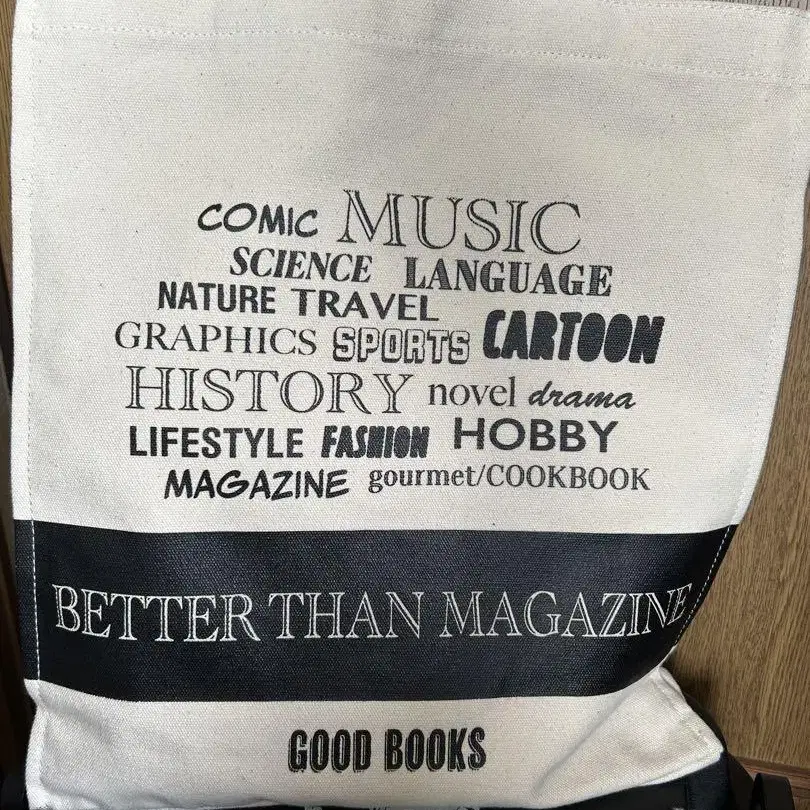 COMIC MUSIC
SCIENCE LANGUAGE
NATURE TRAVEL
GRAPHICS SPORTS CARTOON
HISTORY novel drama
LIFESTYLE FASHION HOBBY
MAGAZINE gourmet/COOKBOOK
BETTER THAN MAGAZINE
GOOD BOOKS